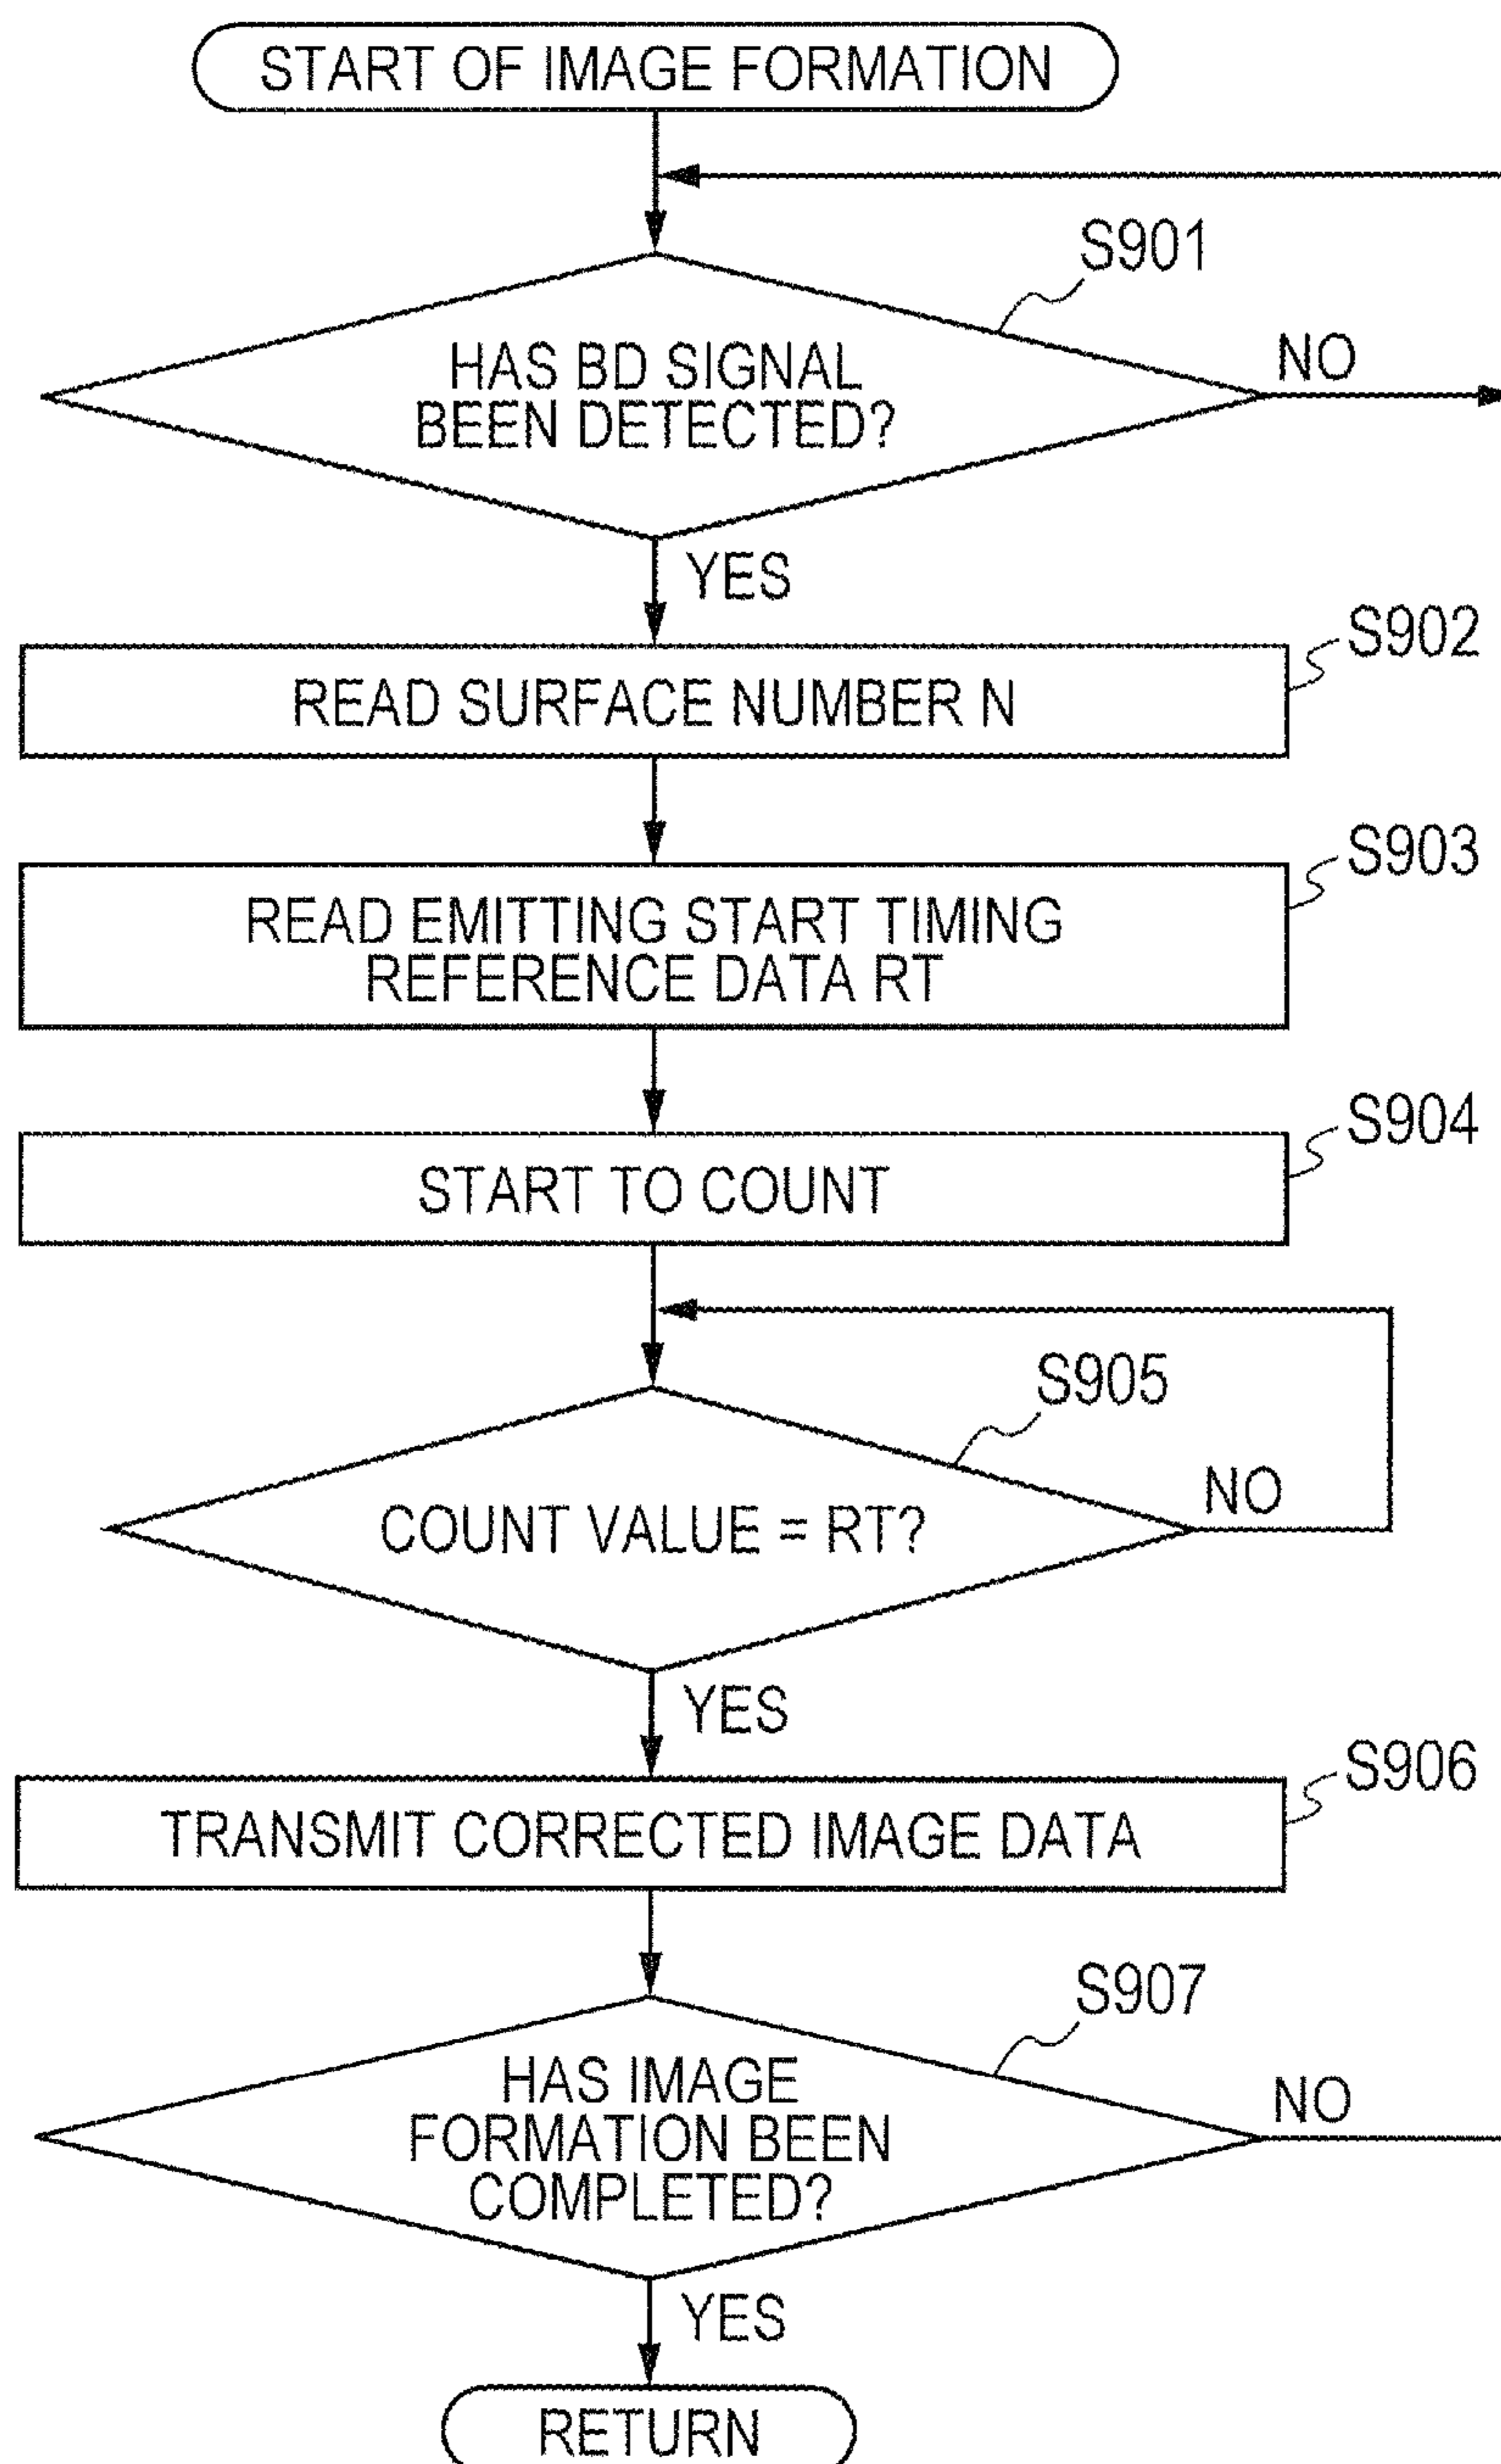 START OF IMAGE FORMATION
S901
HAS BD SIGNAL
BEEN DETECTED?
NO
YES
S902
READ SURFACE NUMBER N
S903
READ EMITTING START TIMING
REFERENCE DATA RT
S904
START TO COUNT
S905
COUNT VALUE = RT?
NO
YES
S906
TRANSMIT CORRECTED IMAGE DATA
S907
HAS IMAGE
FORMATION BEEN
COMPLETED?
NO
YES
RETURN